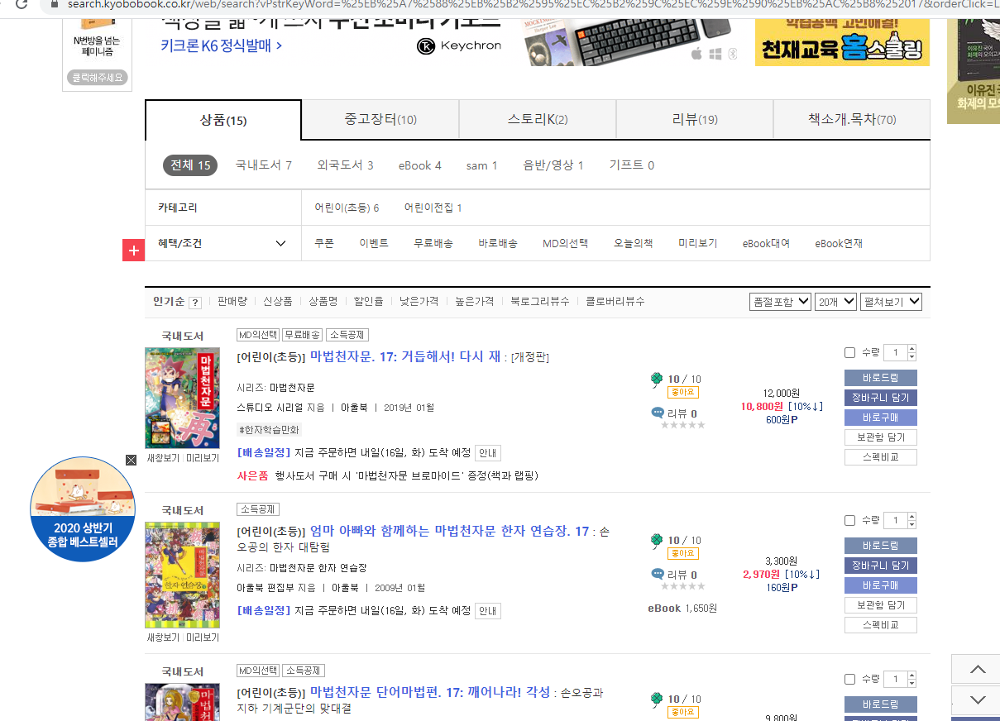 search.kyobobook.co.kr/web/search?vPstrKeyWord=%25EB%25A7%2588%25EB%25B2%2595%25EC%25B2%259C%25EC%259E%2590%25EB%25AC%25B8%252017&orderClick=L
N번방을 넘는
페미니즘
클릭해주세요
키크론 K6 정식발매 >
Keychron
천재교육 홈스쿨링
이유진 국어
상품(15)
중고장터(10)
스토리K(2)
리뷰(19)
책소개.목차(70)
전체 15 국내도서 7 외국도서 3 eBook 4 sam 1 음반/영상 1 기프트 0
카테고리 어린이(초등) 6 어린이전집 1
혜택/조건 쿠폰 이벤트 무료배송 바로배송 MD의선택 오늘의책 미리보기 eBook대여 eBook연재
인기순 ? 판매량 신상품 상품명 할인율 낮은가격 높은가격 북로그리뷰수 클로버리뷰수 품절포함 20개 펼쳐보기
국내도서
마법천자문
再
새창보기 미리보기
MD의선택 무료배송 소득공제
[어린이(초등)] 마법천자문. 17: 거듭해서! 다시 재 : [개정판]
시리즈: 마법천자문
스튜디오 시리얼 지음 | 아울북 | 2019년 01월
#한자학습만화
[배송일정] 지금 주문하면 내일(16일, 화) 도착 예정 안내
사은품 행사도서 구매 시 '마법천자문 브로마이드' 증정(책과 랩핑)
10 / 10
좋아요
리뷰 0
12,000원
10,800원 [10%↓]
600원P
수량 1
바로드림
장바구니 담기
바로구매
보관함 담기
스펙비교
2020 상반기
종합 베스트셀러
국내도서
마법천자문
한자 연습장
새창보기 미리보기
소득공제
[어린이(초등)] 엄마 아빠와 함께하는 마법천자문 한자 연습장. 17 : 손
오공의 한자 대탐험
시리즈: 마법천자문 한자 연습장
아울북 편집부 지음 | 아울북 | 2009년 01월
[배송일정] 지금 주문하면 내일(16일, 화) 도착 예정 안내
10 / 10
좋아요
리뷰 0
eBook 1,650원
3,300원
2,970원 [10%↓]
160원P
수량 1
바로드림
장바구니 담기
바로구매
보관함 담기
스펙비교
국내도서
MD의선택 소득공제
[어린이(초등)] 마법천자문 단어마법편. 17: 깨어나라! 각성 : 손오공과
지하 기계군단의 맞대결
10 / 10
좋아요
9,800원
수량 1
바로드림